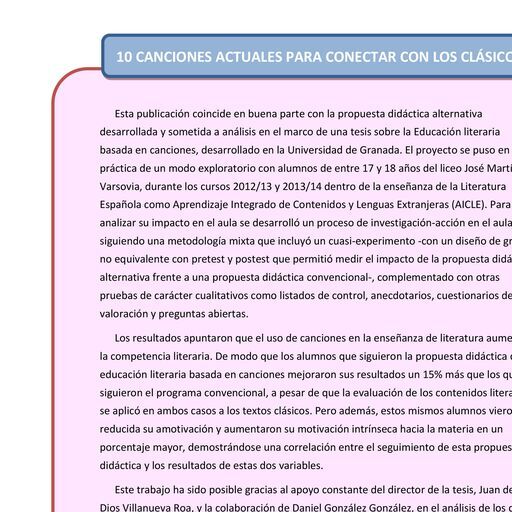 10 CANCIONES ACTUALES PARA CONECTAR CON LOS CLÁSICO
Esta publicación coincide en buena parte con la propuesta didáctica alternativa
desarrollada y sometida a análisis en el marco de una tesis sobre la Educación literaria
basada en canciones, desarrollado en la Universidad de Granada. El proyecto se puso en
práctica de un modo exploratorio con alumnos de entre 17 y 18 años del liceo José Martí
Varsovia, durante los cursos 2012/13 y 2013/14 dentro de la enseñanza de la Literatura
Española como Aprendizaje Integrado de Contenidos y Lenguas Extranjeras (AICLE). Para
analizar su impacto en el aula se desarrolló un proceso de investigación-acción en el aula
siguiendo una metodología mixta que incluyó un cuasi-experimento -con un diseño de gr
no equivalente con pretest y postest que permitió medir el impacto de la propuesta didá
alternativa frente a una propuesta didáctica convencional-, complementado con otras
pruebas de carácter cualitativos como listados de control, anecdotarios, cuestionarios de
valoración y preguntas abiertas.
Los resultados apuntaron que el uso de canciones en la enseñanza de literatura aume
la competencia literaria. De modo que los alumnos que siguieron la propuesta didáctica
educación literaria basada en canciones mejoraron sus resultados un 15% más que los qu
siguieron el programa convencional, a pesar de que la evaluación de los contenidos litera
se aplicó en ambos casos a los textos clásicos. Pero además, estos mismos alumnos viero
reducida su amotivación y aumentaron su motivación intrínseca hacia la materia en un
porcentaje mayor, demostrándose una correlación entre el seguimiento de esta propues
didáctica y los resultados de estas dos variables.
Este trabajo ha sido posible gracias al apoyo constante del director de la tesis, Juan de
Dios Villanueva Roa, y la colaboración de Daniel González González, en el análisis de los